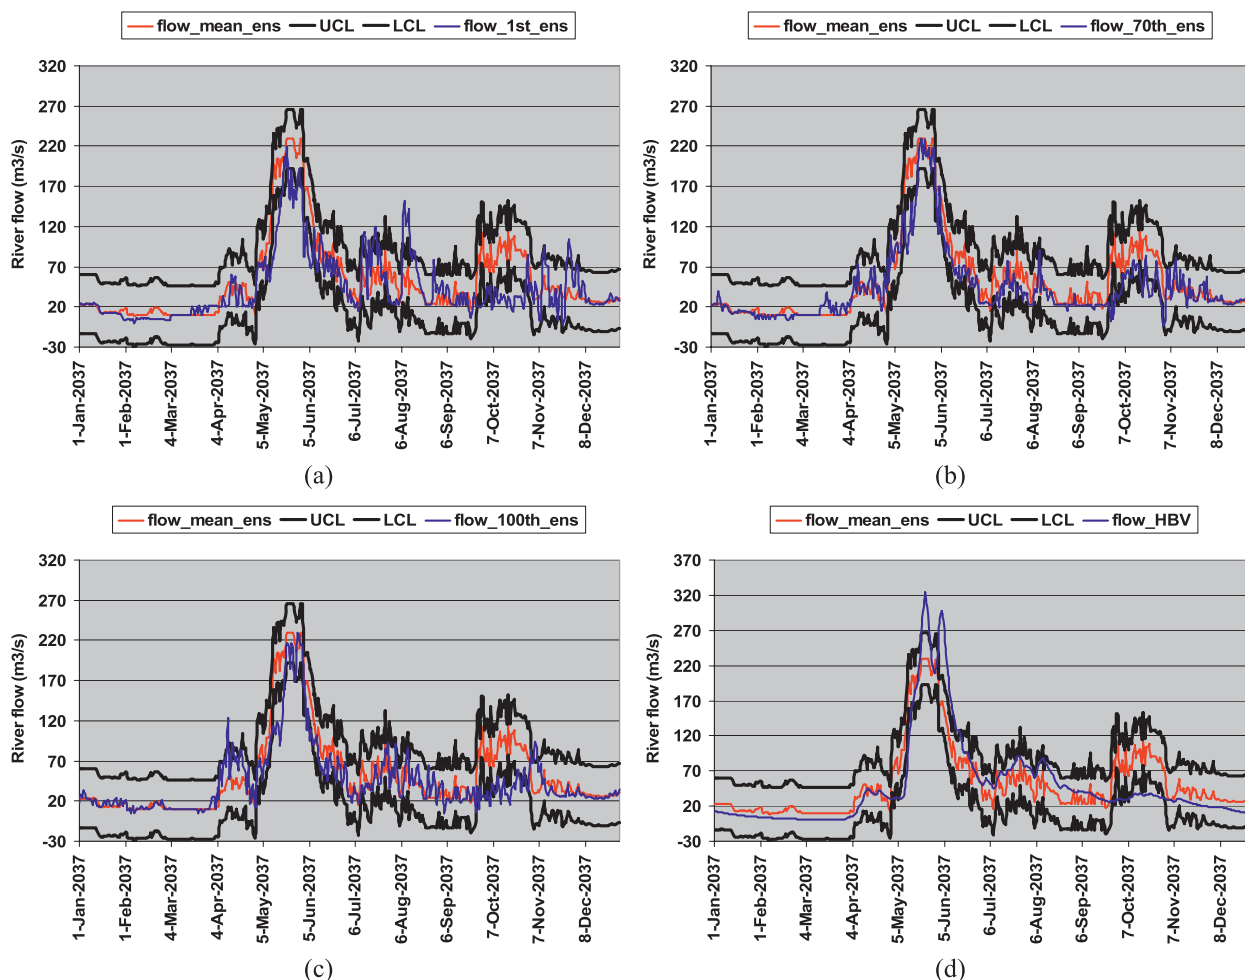 flow_mean_ens UCL LCL flow_1st_ens
River flow (m3/s)
320
270
220
170
120
70
20
-30
1-Jan-2037
1-Feb-2037
4-Mar-2037
4-Apr-2037
5-May-2037
5-Jun-2037
6-Jul-2037
6-Aug-2037
6-Sep-2037
7-Oct-2037
7-Nov-2037
8-Dec-2037
(a)
flow_mean_ens UCL LCL flow_70th_ens
River flow (m3/s)
320
270
220
170
120
70
20
-30
1-Jan-2037
1-Feb-2037
4-Mar-2037
4-Apr-2037
5-May-2037
5-Jun-2037
6-Jul-2037
6-Aug-2037
6-Sep-2037
7-Oct-2037
7-Nov-2037
8-Dec-2037
(b)
flow_mean_ens UCL LCL flow_100th_ens
River flow (m3/s)
320
270
220
170
120
70
20
-30
1-Jan-2037
1-Feb-2037
4-Mar-2037
4-Apr-2037
5-May-2037
5-Jun-2037
6-Jul-2037
6-Aug-2037
6-Sep-2037
7-Oct-2037
7-Nov-2037
8-Dec-2037
(c)
flow_mean_ens UCL LCL flow_HBV
River flow (m3/s)
370
320
270
220
170
120
70
20
-30
1-Jan-2037
1-Feb-2037
4-Mar-2037
4-Apr-2037
5-May-2037
5-Jun-2037
6-Jul-2037
6-Aug-2037
6-Sep-2037
7-Oct-2037
7-Nov-2037
8-Dec-2037
(d)